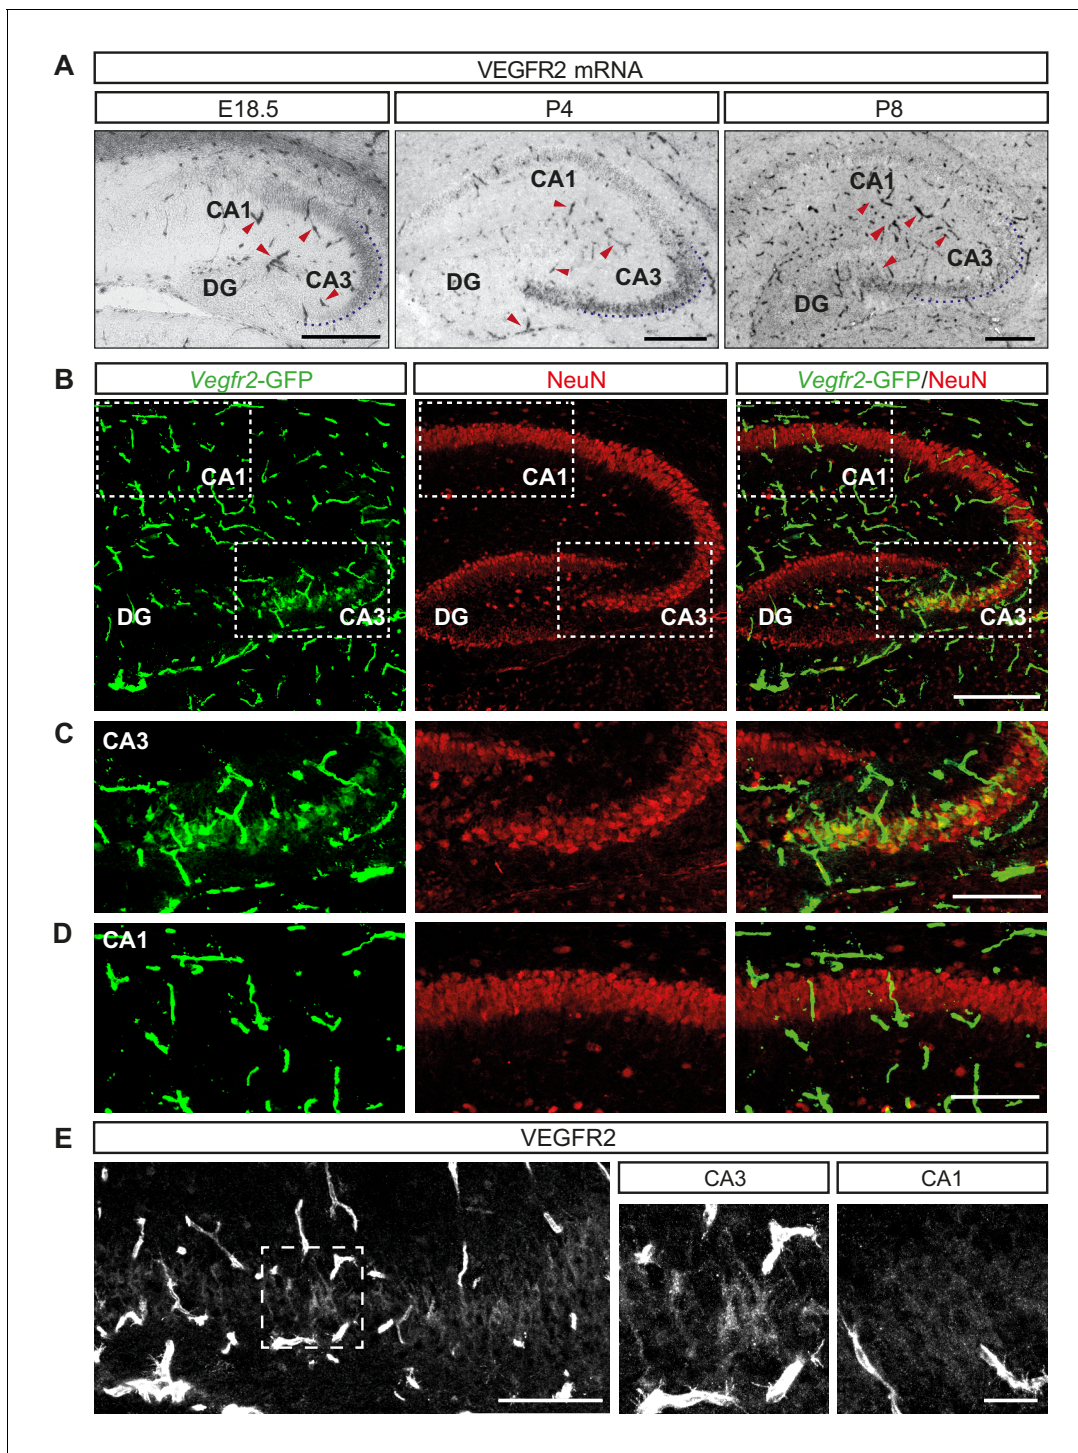 A
VEGFR2 mRNA
E18.5
P4
P8
CA1
CA3
DG
CA1
CA3
DG
CA1
CA3
DG
B
Vegfr2-GFP
NeuN
Vegfr2-GFP/NeuN
CA1
DG
CA3
CA1
DG
CA3
CA1
DG
CA3
C
CA3
D
CA1
E
VEGFR2
CA3
CA1